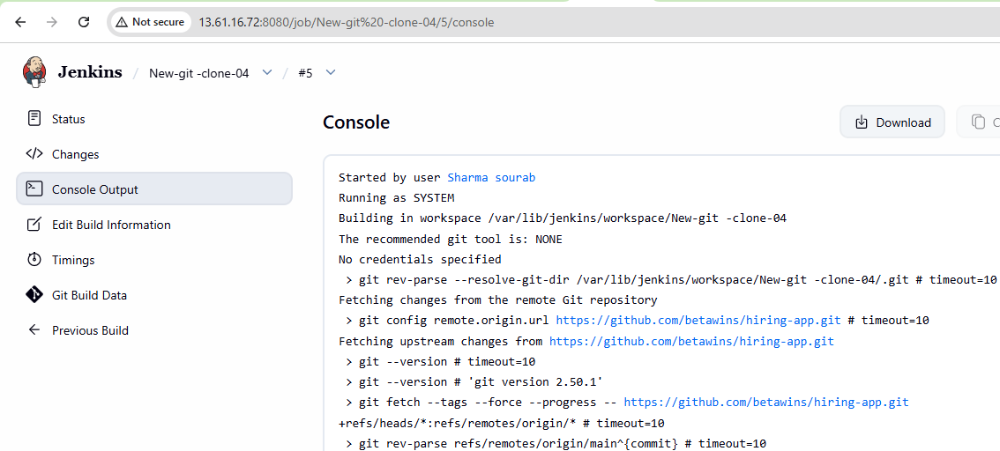 Not secure 13.61.16.72:8080/job/New-git%20-clone-04/5/console
Jenkins / New-git -clone-04 / #5
Status
Changes
Console Output
Edit Build Information
Timings
Git Build Data
Previous Build
Console
Download
Started by user Sharma sourab
Running as SYSTEM
Building in workspace /var/lib/jenkins/workspace/New-git -clone-04
The recommended git tool is: NONE
No credentials specified
> git rev-parse --resolve-git-dir /var/lib/jenkins/workspace/New-git -clone-04/.git # timeout=10
Fetching changes from the remote Git repository
> git config remote.origin.url https://github.com/betawins/hiring-app.git # timeout=10
Fetching upstream changes from https://github.com/betawins/hiring-app.git
> git --version # timeout=10
> git --version # 'git version 2.50.1'
> git fetch --tags --force --progress -- https://github.com/betawins/hiring-app.git
+refs/heads/*:refs/remotes/origin/* # timeout=10
> git rev-parse refs/remotes/origin/main^{commit} # timeout=10